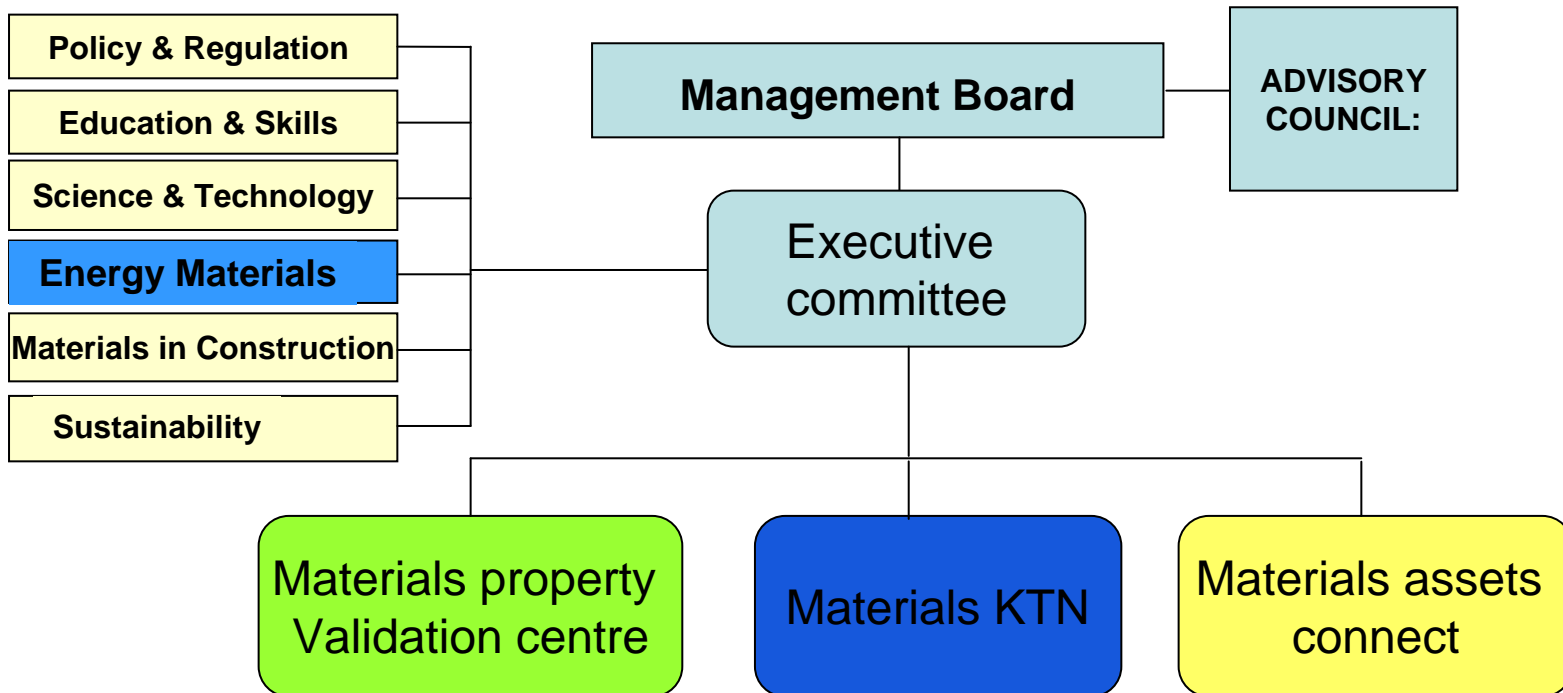 Policy & Regulation
Education & Skills
Science & Technology
Energy Materials
Materials in Construction
Sustainability
Management Board
ADVISORY
COUNCIL:
Executive
committee
Materials property
Validation centre
Materials KTN
Materials assets
connect